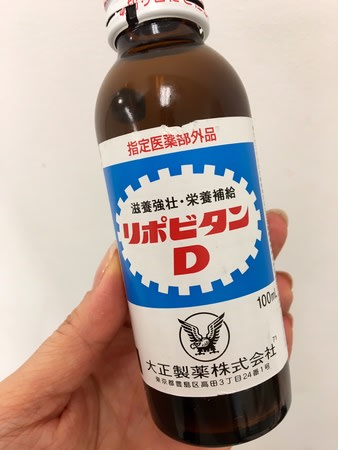 指定医薬部外品
滋養強壮・栄養補給
リポビタン
D
100mL
大正製薬株式会社
71
東京都豊島区高田3丁目24番1号